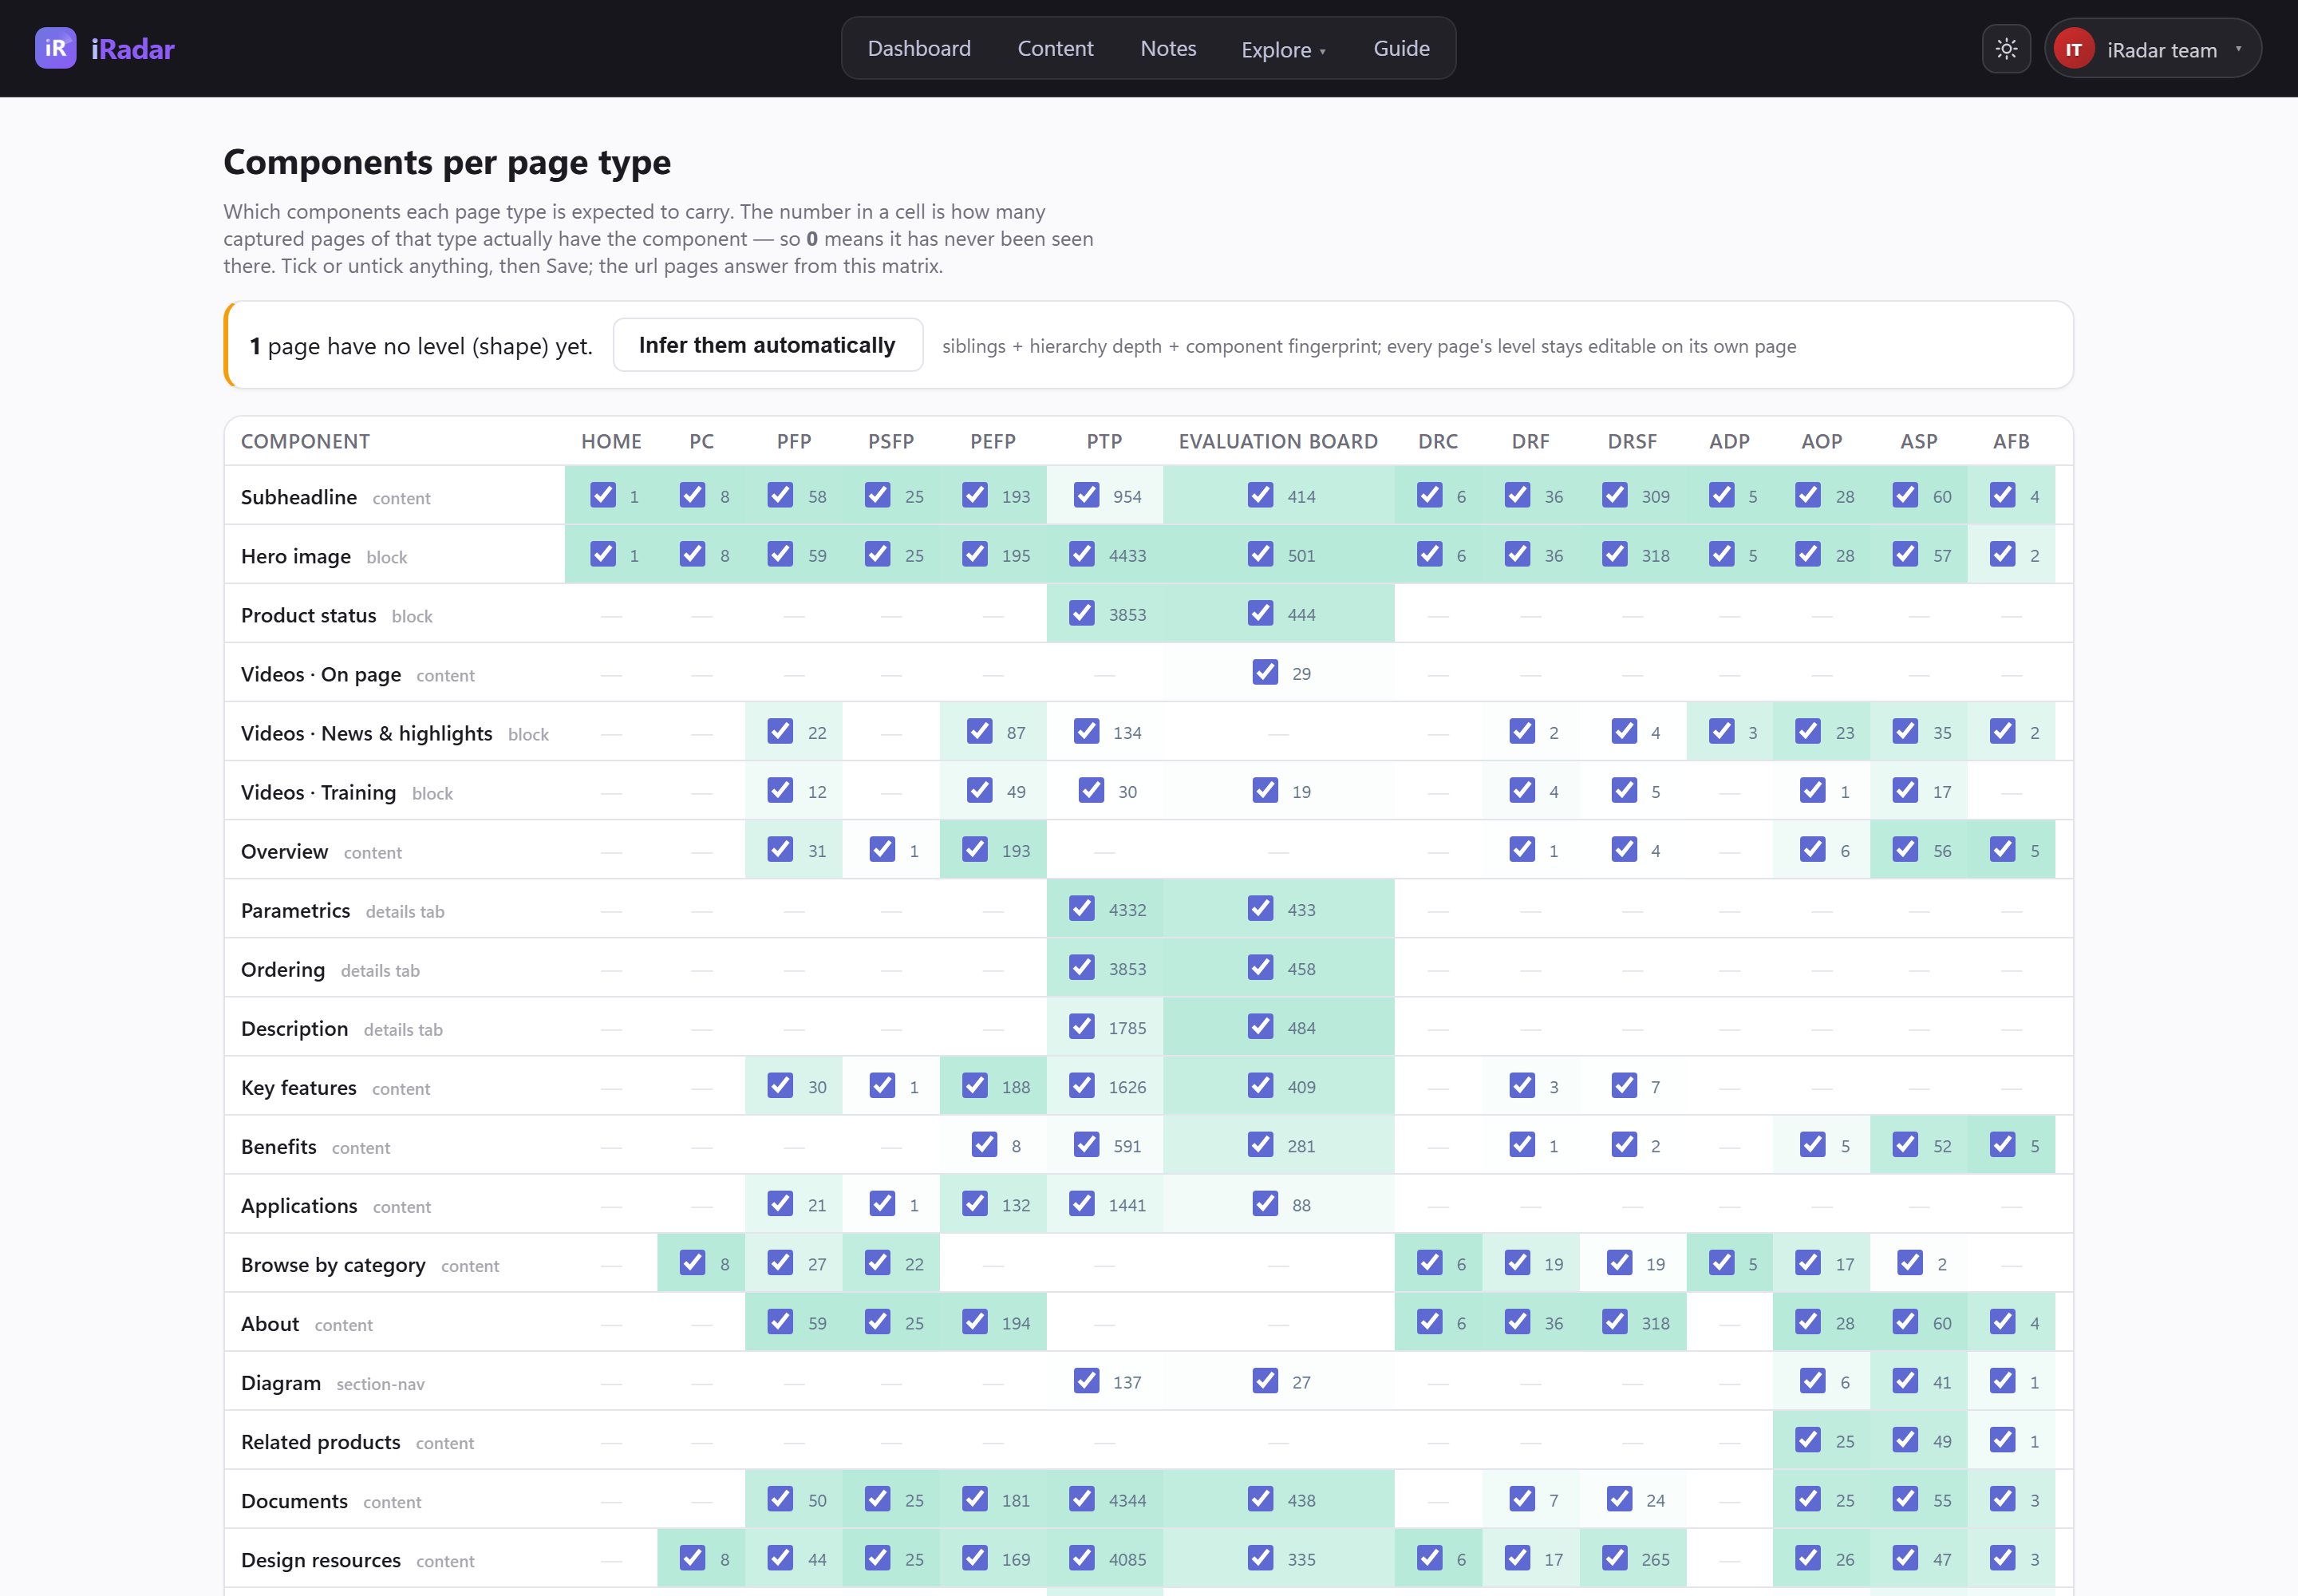 iR iRadar Dashboard Content Notes Explore ▾ Guide IT iRadar team ▾
Components per page type
Which components each page type is expected to carry. The number in a cell is how many
captured pages of that type actually have the component — so 0 means it has never been seen
there. Tick or untick anything, then Save; the url pages answer from this matrix.
1 page have no level (shape) yet. Infer them automatically siblings + hierarchy depth + component fingerprint; every page's level stays editable on its own page
COMPONENT HOME PC PFP PSFP PEFP PTP EVALUATION BOARD DRC DRF DRSF ADP AOP ASP AFB
Subheadline content 1 8 58 25 193 954 414 6 36 309 5 28 60 4
Hero image block 1 8 59 25 195 4433 501 6 36 318 5 28 57 2
Product status block — — — — — 3853 444 — — — — — — —
Videos · On page content — — — — — — 29 — — — — — — —
Videos · News & highlights block — — 22 — 87 134 — — 2 4 3 23 35 2
Videos · Training block — — 12 — 49 30 19 — 4 5 — 1 17 —
Overview content — — 31 1 193 — — — 1 4 — 6 56 5
Parametrics details tab — — — — — 4332 433 — — — — — — —
Ordering details tab — — — — — 3853 458 — — — — — — —
Description details tab — — — — — 1785 484 — — — — — — —
Key features content — — 30 1 188 1626 409 — 3 7 — — — —
Benefits content — — — — 8 591 281 — 1 2 — 5 52 5
Applications content — — 21 1 132 1441 88 — — — — — — —
Browse by category content — 8 27 22 — — — 6 19 19 5 17 2 —
About content — — 59 25 194 — — 6 36 318 — 28 60 4
Diagram section-nav — — — — — 137 27 — — — — 6 41 1
Related products content — — — — — — — — — — — 25 49 1
Documents content — — 50 25 181 4344 438 — 7 24 — 25 55 3
Design resources content — 8 44 25 169 4085 335 6 17 265 — 26 47 3